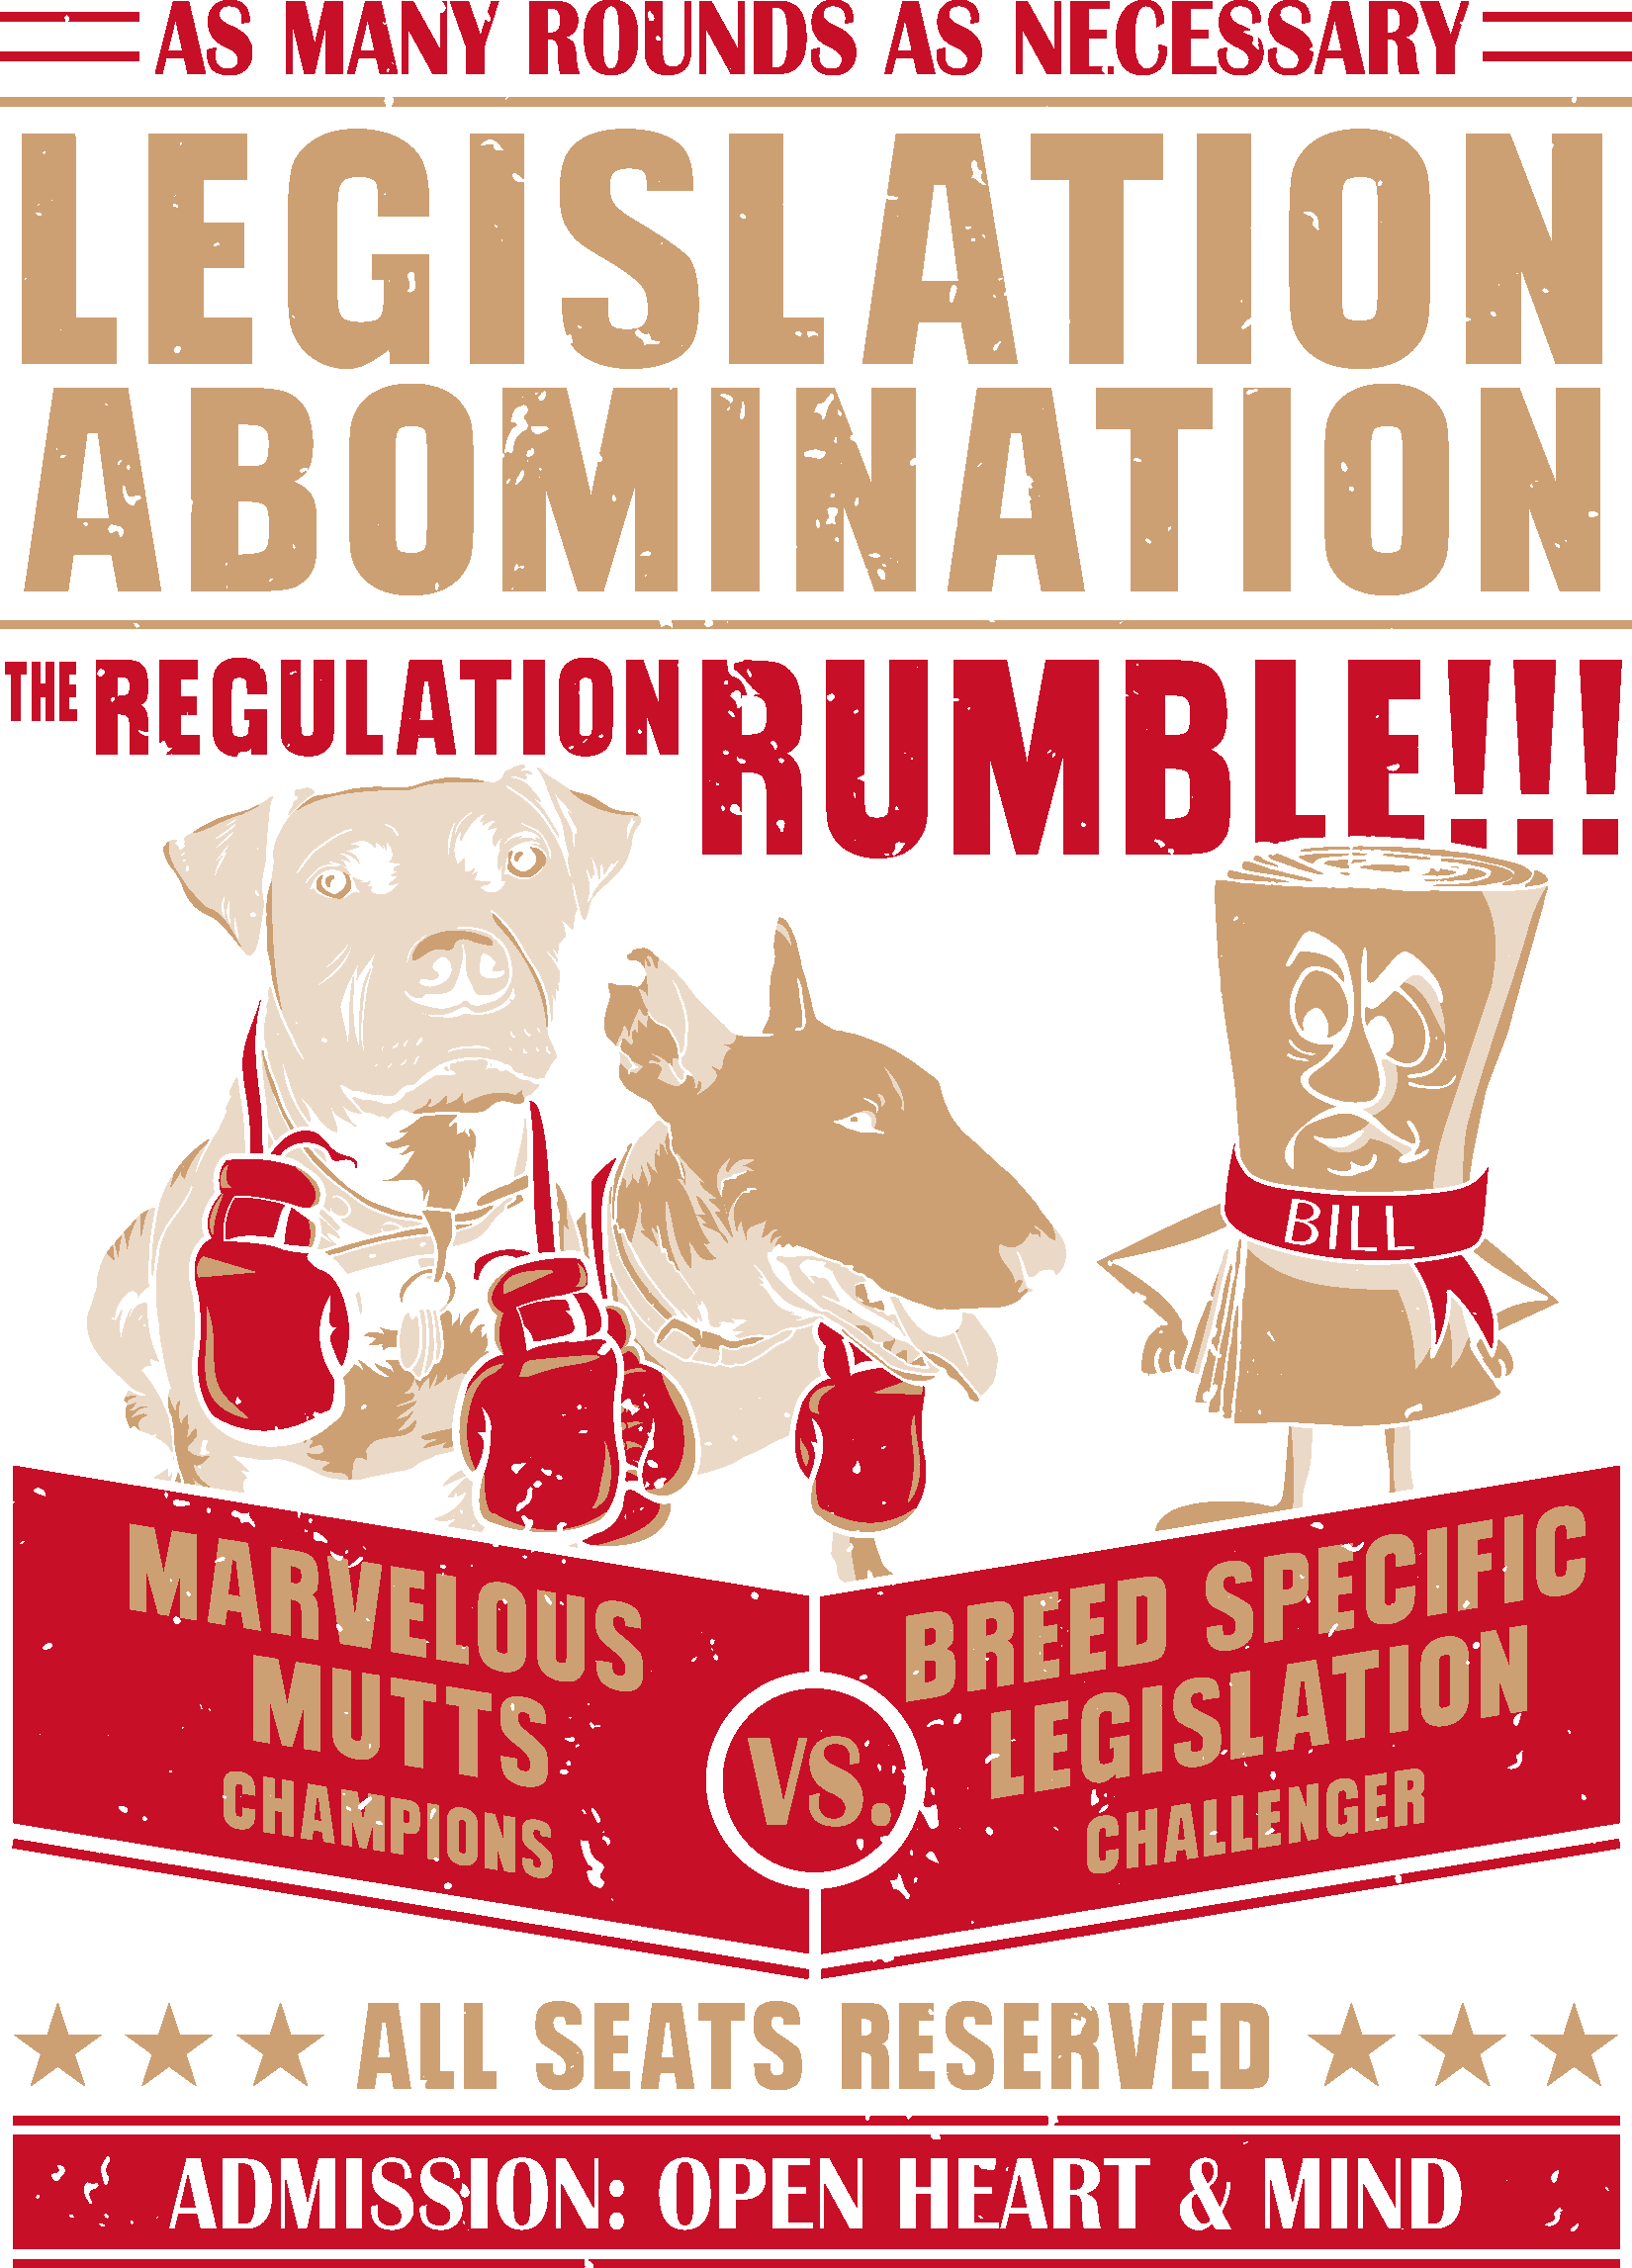 AS MANY ROUNDS AS NECESSARY
LEGISLATION
ABOMINATION
THE REGULATION RUMBLE!!!
BILL
MARVELOUS
MUTTS
CHAMPIONS
VS.
BREED SPECIFIC
LEGISLATION
CHALLENGER
ALL SEATS RESERVED
ADMISSION: OPEN HEART & MIND